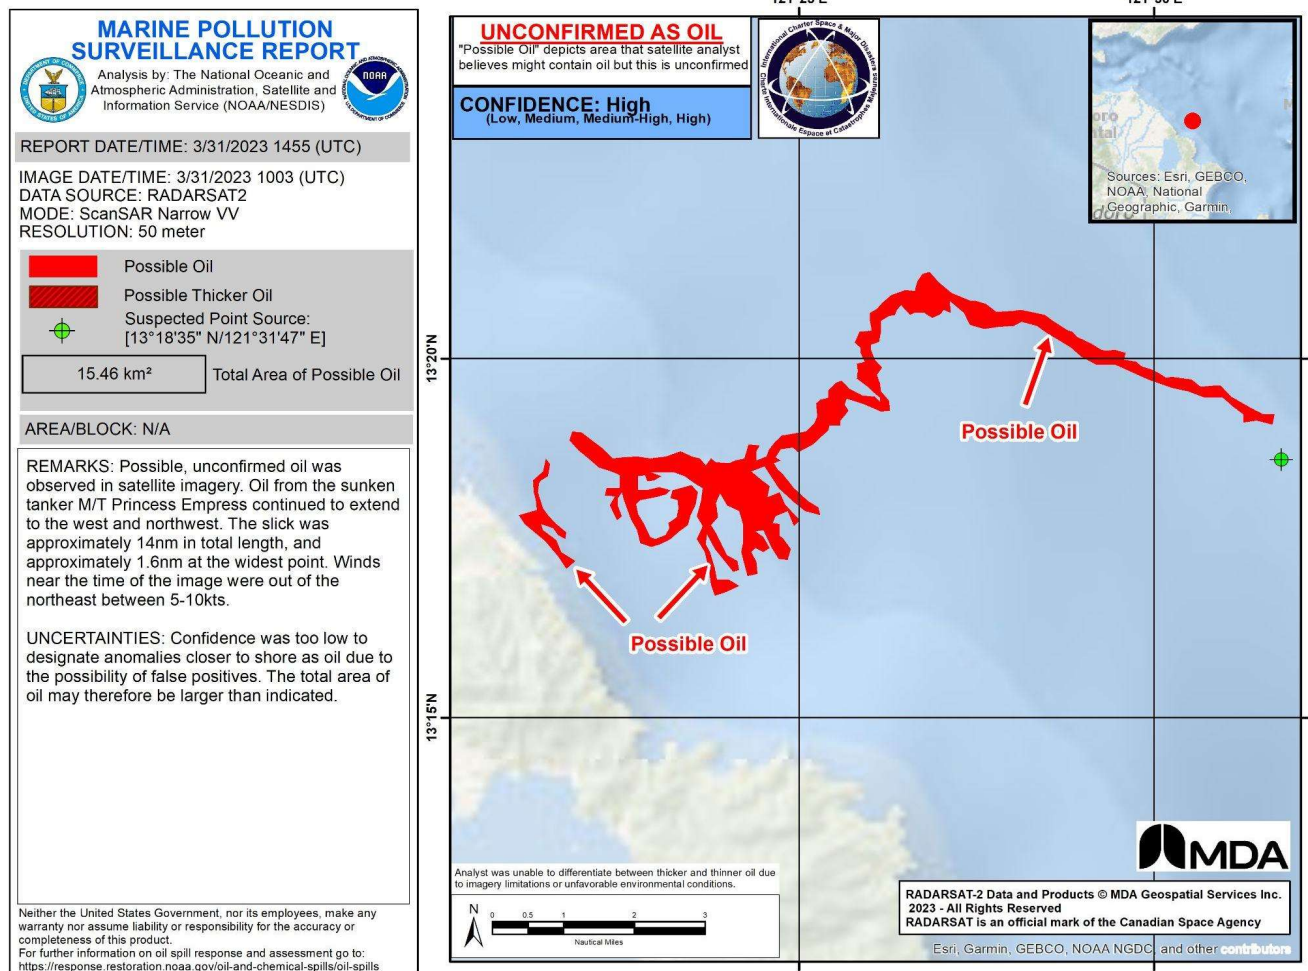 MARINE POLLUTION
SURVEILLANCE REPORT
Analysis by: The National Oceanic and
Atmospheric Administration, Satellite and
Information Service (NOAA/NESDIS)
NOAA
REPORT DATE/TIME: 3/31/2023 1455 (UTC)
IMAGE DATE/TIME: 3/31/2023 1003 (UTC)
DATA SOURCE: RADARSAT2
MODE: ScanSAR Narrow VV
RESOLUTION: 50 meter
Possible Oil
Possible Thicker Oil
Suspected Point Source:
[13°18'35" N/121°31'47" E]
15.46 km² Total Area of Possible Oil
AREA/BLOCK: N/A
REMARKS: Possible, unconfirmed oil was
observed in satellite imagery. Oil from the sunken
tanker M/T Princess Empress continued to extend
to the west and northwest. The slick was
approximately 14nm in total length, and
approximately 1.6nm at the widest point. Winds
near the time of the image were out of the
northeast between 5-10kts.
UNCERTAINTIES: Confidence was too low to
designate anomalies closer to shore as oil due to
the possibility of false positives. The total area of
oil may therefore be larger than indicated.
Neither the United States Government, nor its employees, make any
warranty nor assume liability or responsibility for the accuracy or
completeness of this product.
For further information on oil spill response and assessment go to:
https://response.restoration.noaa.gov/oil-and-chemical-spills/oil-spills
UNCONFIRMED AS OIL
"Possible Oil" depicts area that satellite analyst
believes might contain oil but this is unconfirmed
CONFIDENCE: High
(Low, Medium, Medium-High, High)
International Charter Space & Major Disasters
Charte Internationale Espace et Catastrophes Majeures
Sources: Esri, GEBCO,
NOAA, National
Geographic, Garmin,
13°20'N
13°15'N
Possible Oil
Possible Oil
Analyst was unable to differentiate between thicker and thinner oil due
to imagery limitations or unfavorable environmental conditions.
N
0 0.5 1 2 3
Nautical Miles
MDA
RADARSAT-2 Data and Products © MDA Geospatial Services Inc.
2023 - All Rights Reserved
RADARSAT is an official mark of the Canadian Space Agency
Esri, Garmin, GEBCO, NOAA NGDC, and other contributors